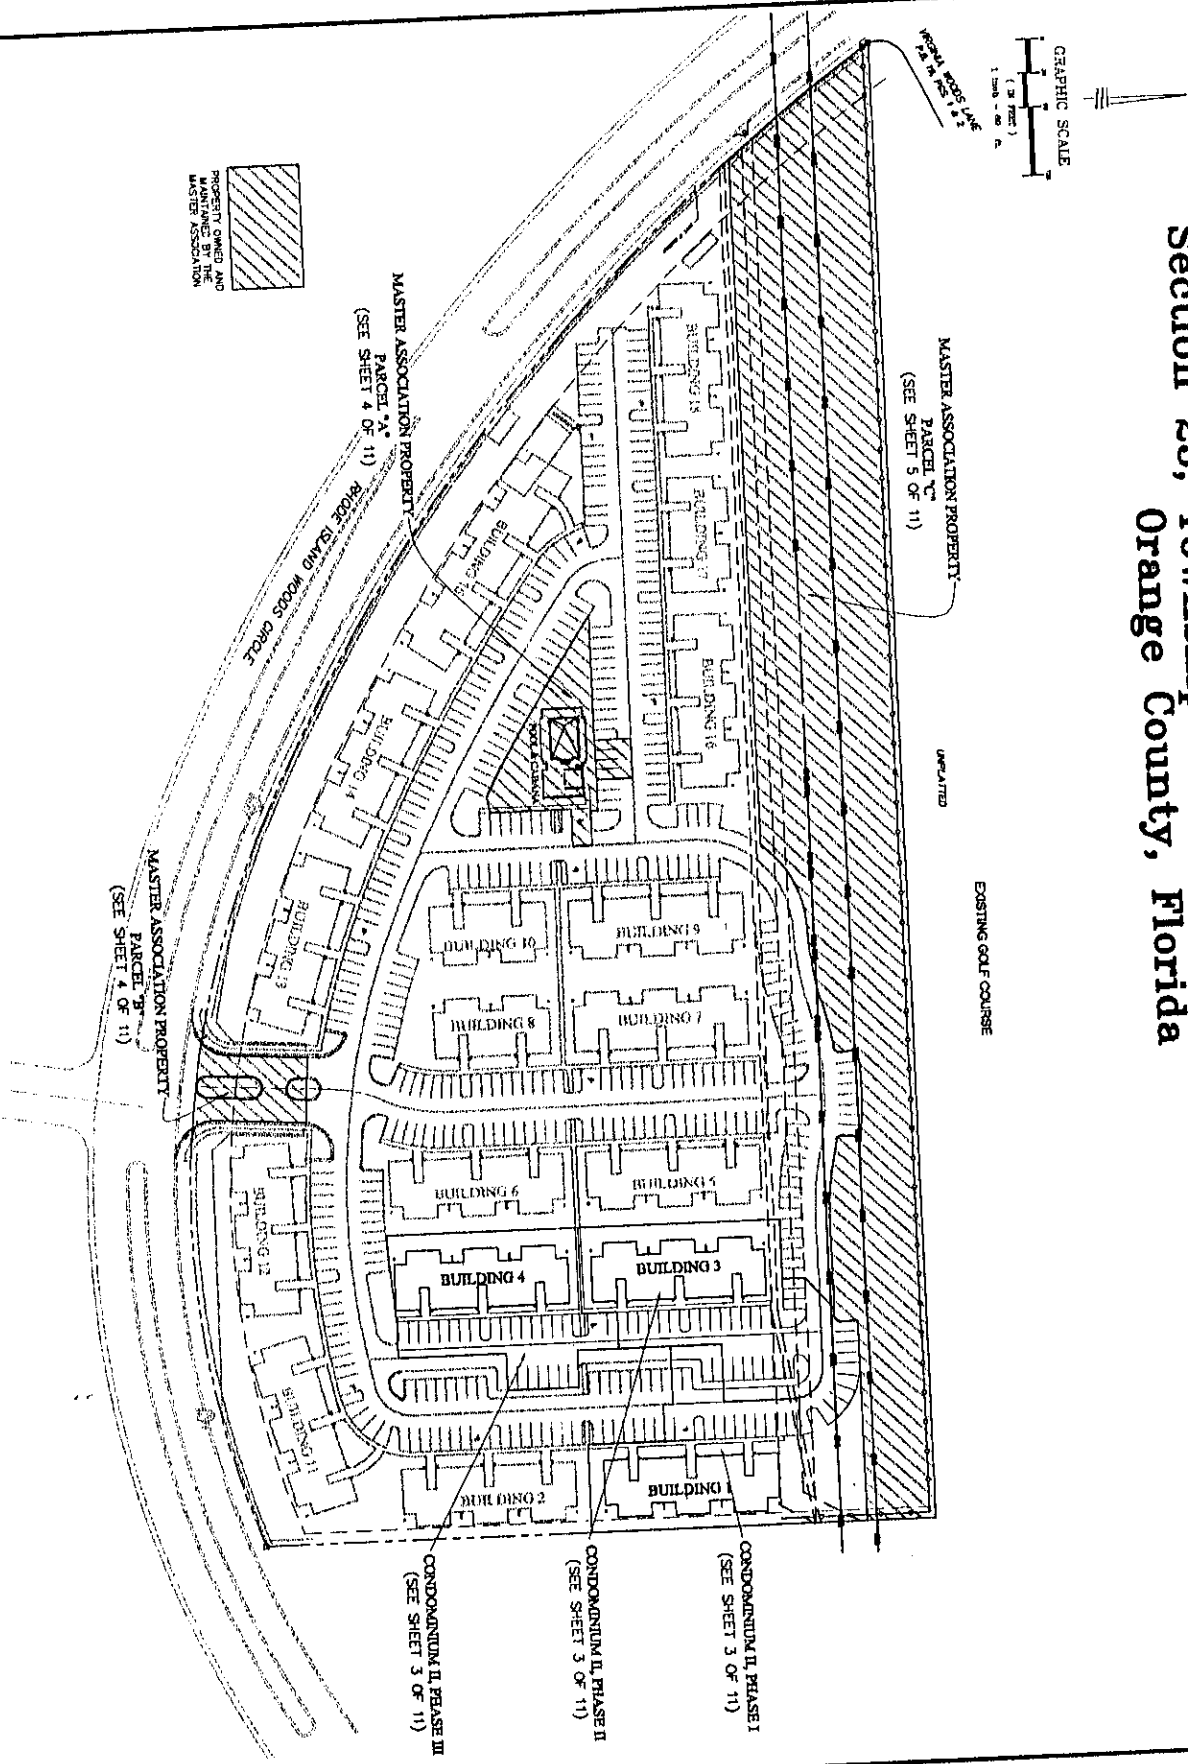 Orange County, Florida
GRAPHIC SCALE
( IN FEET )
VIRGINIA WOODS LANE
MASTER ASSOCIATION PROPERTY
PARCEL "C"
(SEE SHEET 5 OF 11)
UNPLATTED
EXISTING GOLF COURSE
PROPERTY OWNED AND
MAINTAINED BY THE
MASTER ASSOCIATION
MASTER ASSOCIATION PROPERTY
PARCEL "A"
(SEE SHEET 4 OF 11)
RHODE ISLAND WOODS CIRCLE
MASTER ASSOCIATION PROPERTY
PARCEL "B"
(SEE SHEET 4 OF 11)
BUILDING 17
BUILDING 16
BUILDING 14
BUILDING 13
BUILDING 9
BUILDING 10
BUILDING 7
BUILDING 8
BUILDING 5
BUILDING 6
BUILDING 3
BUILDING 4
BUILDING 12
BUILDING 11
BUILDING 1
BUILDING 2
CONDOMINIUM II, PHASE I
(SEE SHEET 3 OF 11)
CONDOMINIUM II, PHASE II
(SEE SHEET 3 OF 11)
CONDOMINIUM II, PHASE III
(SEE SHEET 3 OF 11)